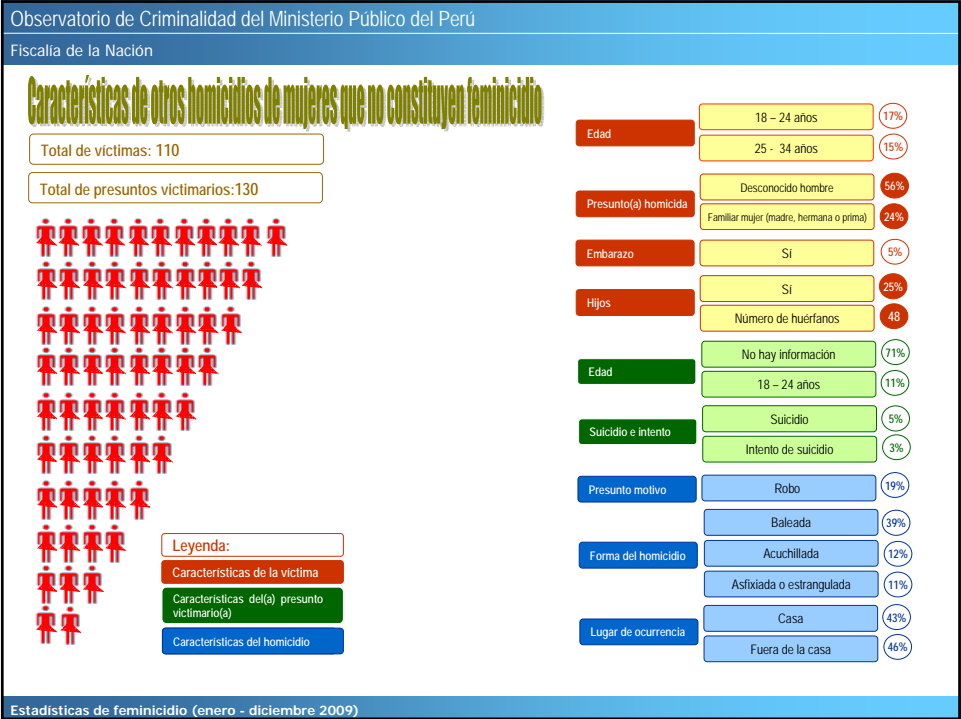 Observatorio de Criminalidad del Ministerio Público del Perú
Fiscalía de la Nación
Características de otros homicidios de mujeres que no constituyen feminicidio
Total de víctimas: 110
Total de presuntos victimarios:130
Leyenda:
Características de la víctima
Características del(a) presunto
victimario(a)
Características del homicidio
Edad
18 – 24 años
17%
25 - 34 años
15%
Presunto(a) homicida
Desconocido hombre
56%
Familiar mujer (madre, hermana o prima)
24%
Embarazo
Sí
5%
Hijos
Sí
25%
Número de huérfanos
48
Edad
No hay información
71%
18 – 24 años
11%
Suicidio e intento
Suicidio
5%
Intento de suicidio
3%
Presunto motivo
Robo
19%
Forma del homicidio
Baleada
39%
Acuchillada
12%
Asfixiada o estrangulada
11%
Lugar de ocurrencia
Casa
43%
Fuera de la casa
46%
Estadísticas de feminicidio (enero - diciembre 2009)